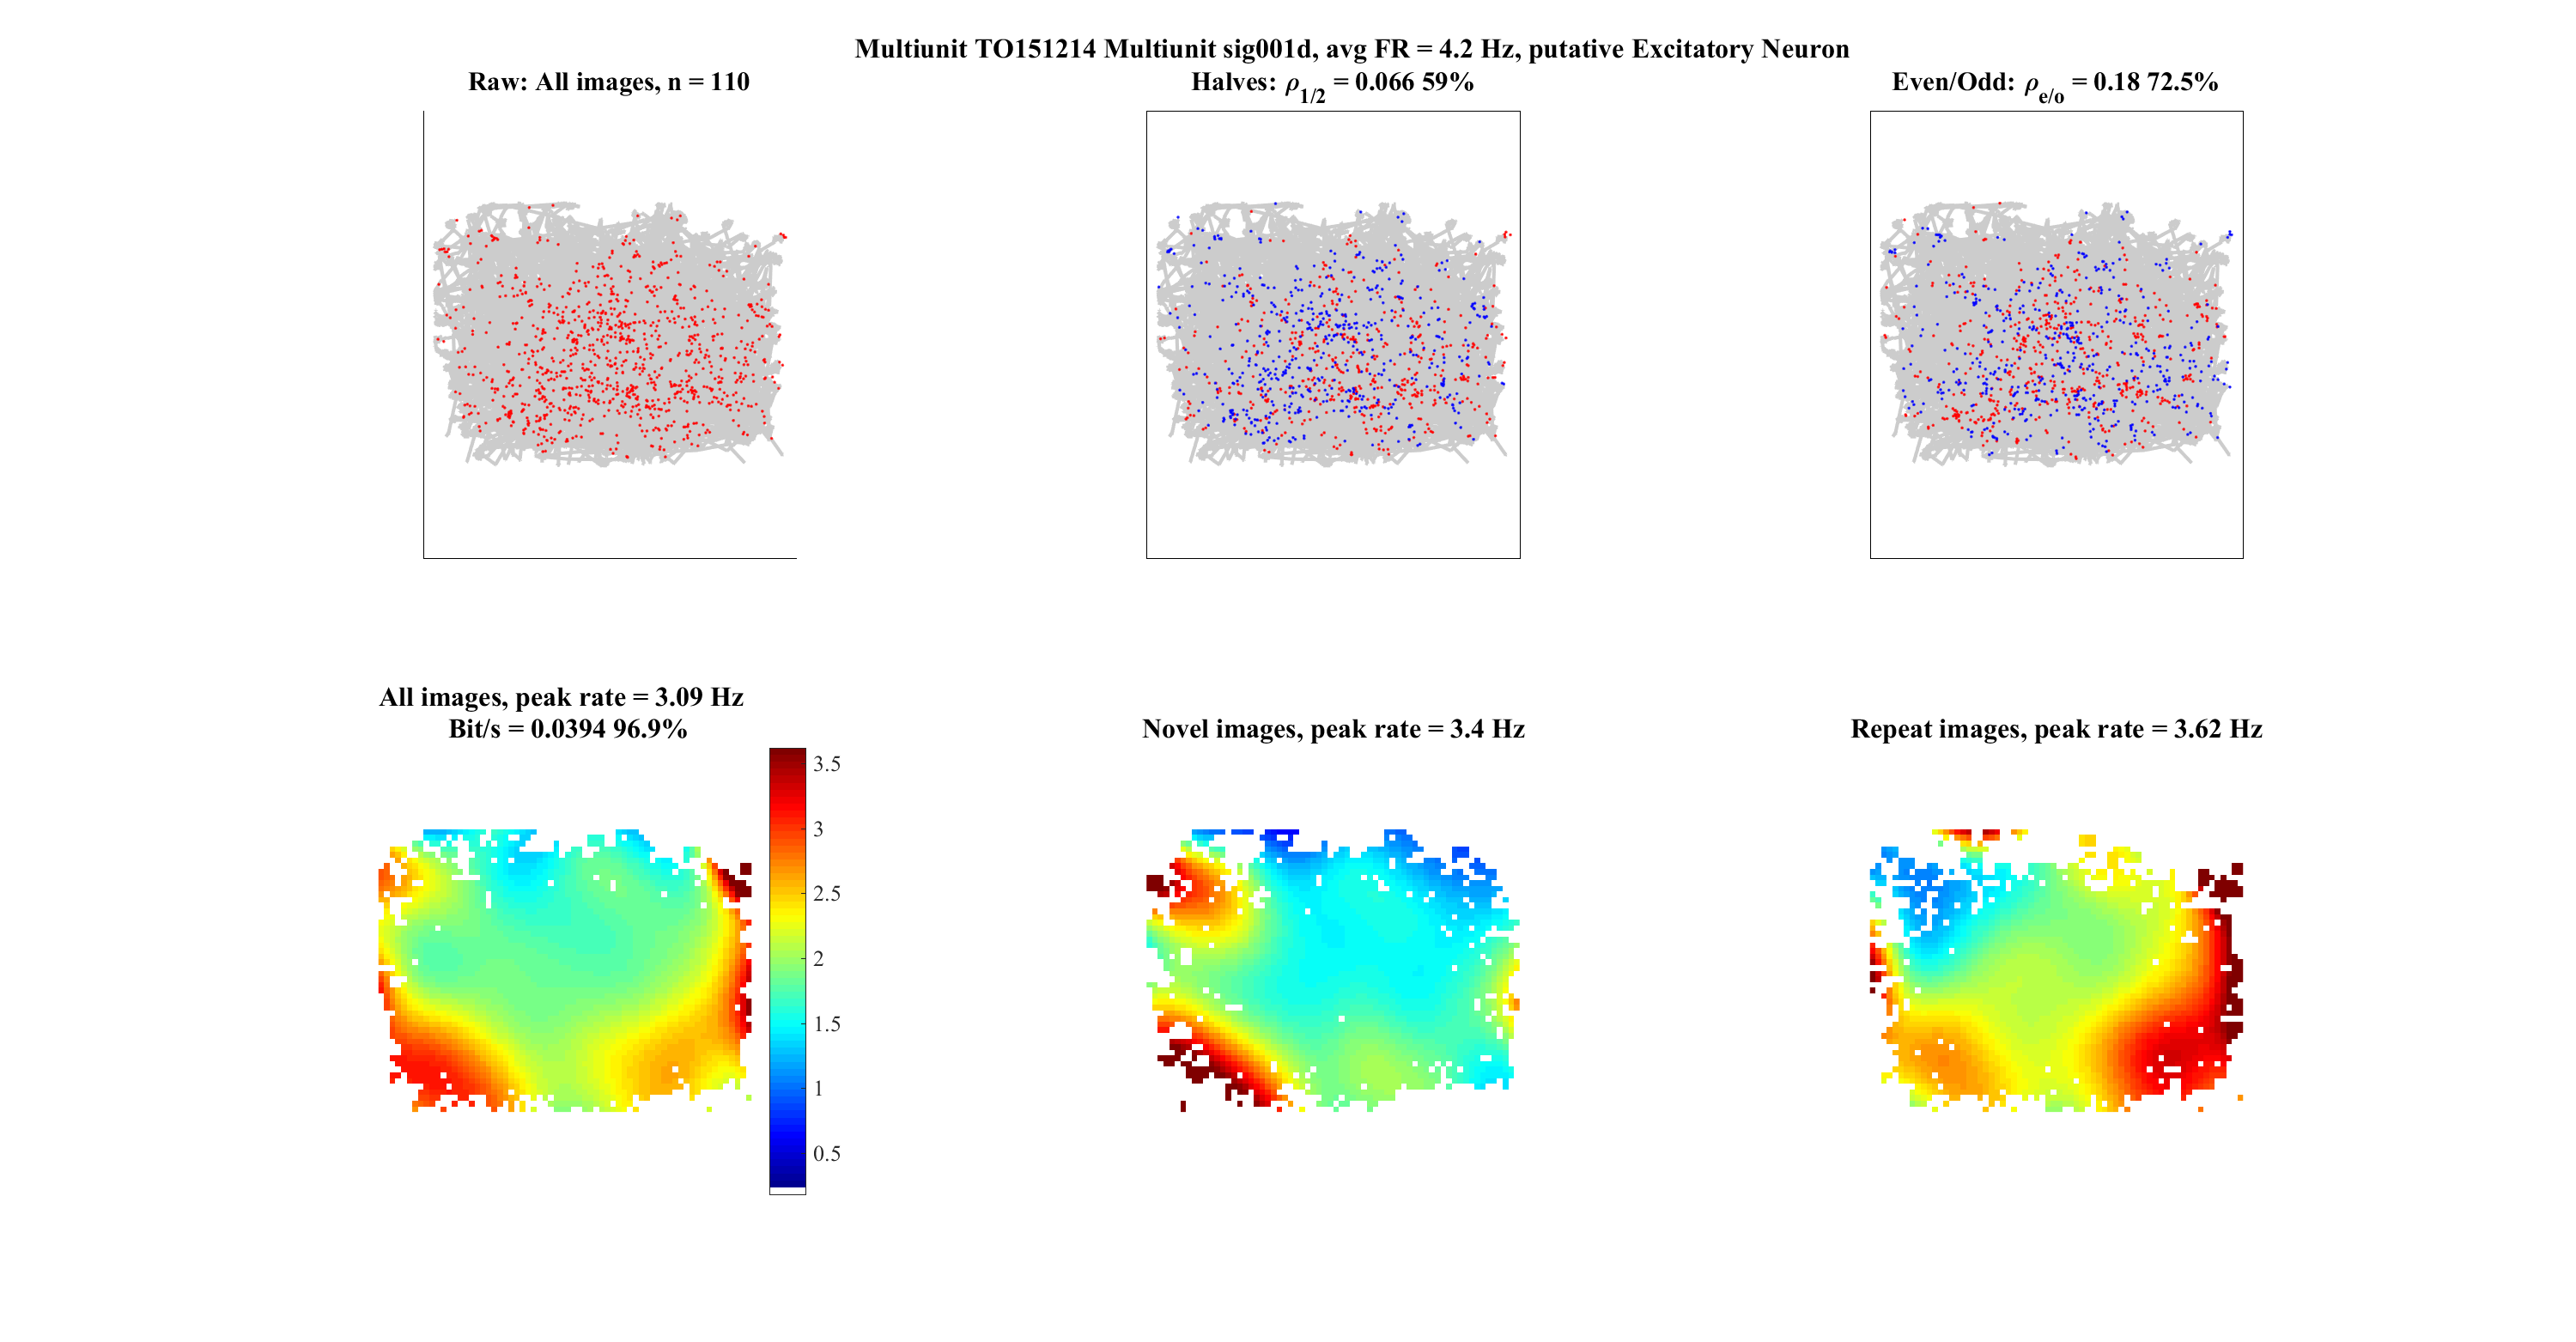 Multiunit TO151214 Multiunit sig001d, avg FR = 4.2 Hz, putative Excitatory Neuron
Raw: All images, n = 110
Halves: ρ1/2 = 0.066 59%
Even/Odd: ρe/o = 0.18 72.5%
All images, peak rate = 3.09 Hz
Bit/s = 0.0394 96.9%
3.5
3
2.5
2
1.5
1
0.5
Novel images, peak rate = 3.4 Hz
Repeat images, peak rate = 3.62 Hz